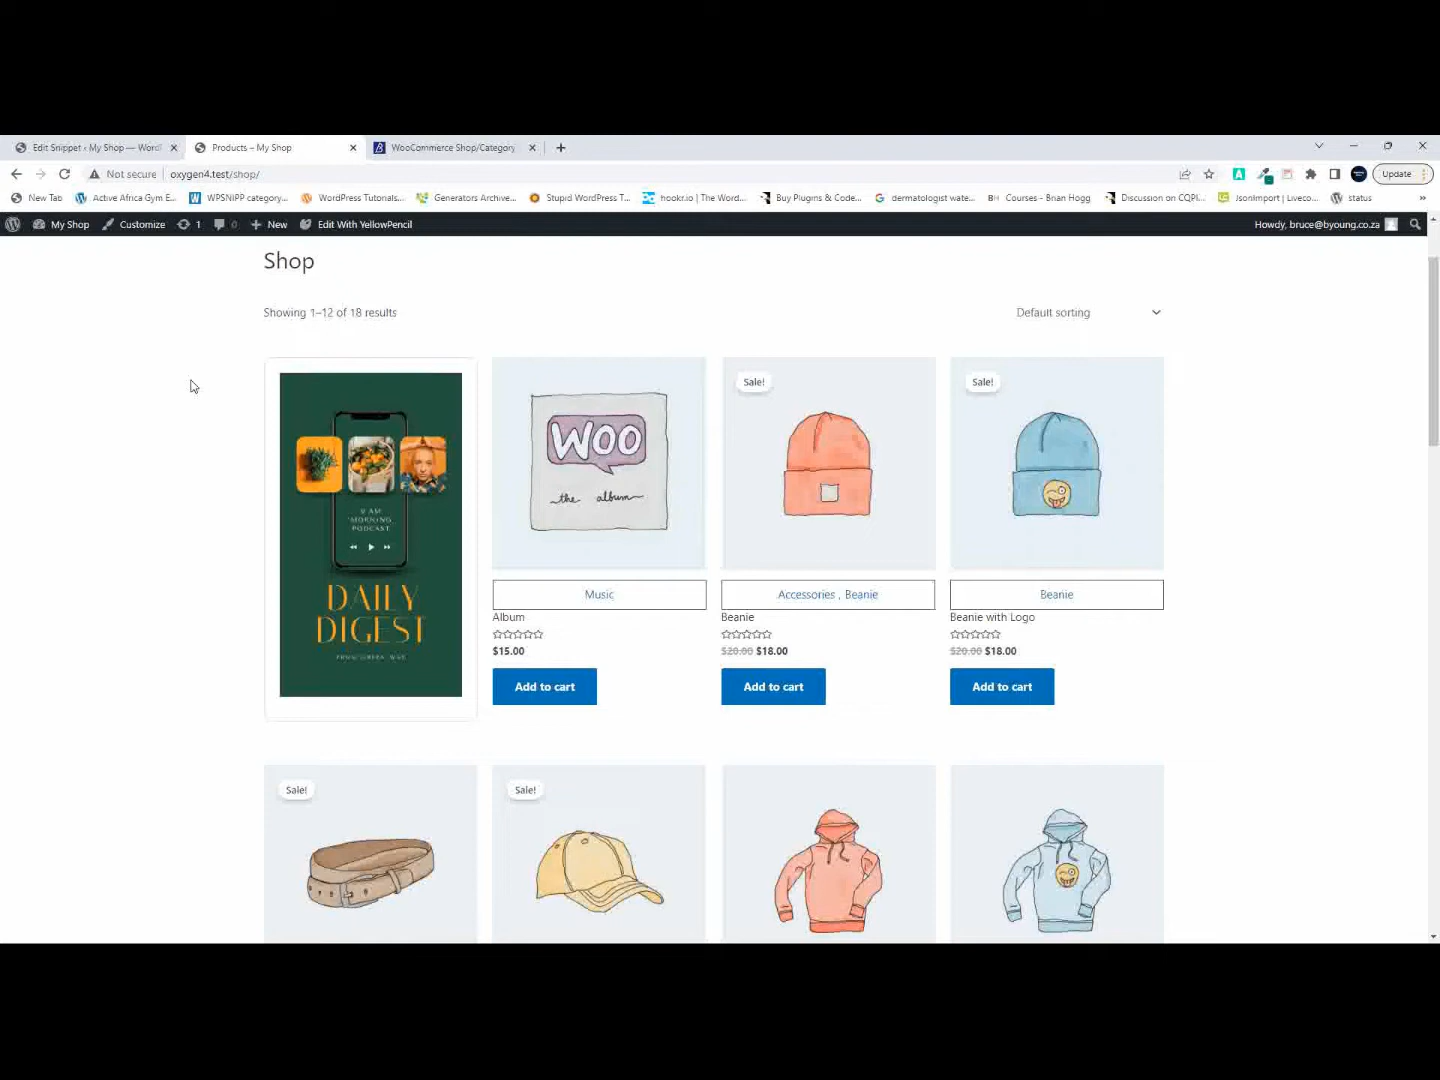 Edit Snippet ‹ My Shop — Word
Products – My Shop
WooCommerce Shop/Category
Not secure
oxygen4.test/shop/
Update
New Tab
Active Africa Gym E...
WPSNIPP category...
WordPress Tutorials...
Generators Archive...
Stupid WordPress T...
hookr.io | The Word...
Buy Plugins & Code...
dermatologist wate...
BH Courses - Brian Hogg
Discussion on CQPI...
JsonImport | Liveco...
status
»
My Shop
Customize
1
0
New
Edit With YellowPencil
Howdy, bruce@byoung.co.za
Shop
Showing 1–12 of 18 results
Default sorting
MORNING
PODCAST
DAILY
DIGEST
WOO
the album
Sale!
Sale!
Music
Accessories , Beanie
Beanie
Album
Beanie
Beanie with Logo
$15.00
$20.00 $18.00
$20.00 $18.00
Add to cart
Add to cart
Add to cart
Sale!
Sale!